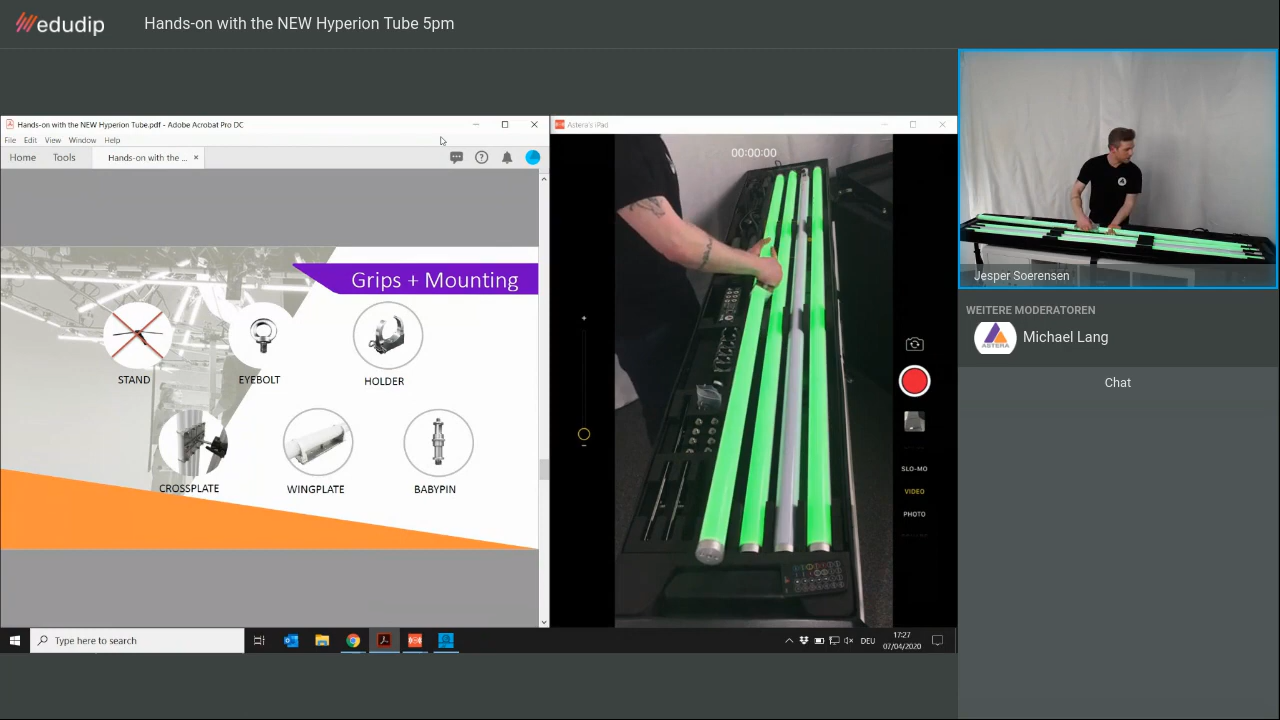 edudip
Hands-on with the NEW Hyperion Tube 5pm
Hands-on with the NEW Hyperion Tube.pdf - Adobe Acrobat Pro DC
File Edit View Window Help
Home Tools Hands-on with the ... ×
Grips + Mounting
STAND
EYEBOLT
HOLDER
CROSSPLATE
WINGPLATE
BABYPIN
Astera's iPad
00:00:00
SLO-MO
VIDEO
PHOTO
Type here to search
DEU
17:27
07/04/2020
Jesper Soerensen
WEITERE MODERATOREN
ASTERA
Michael Lang
Chat